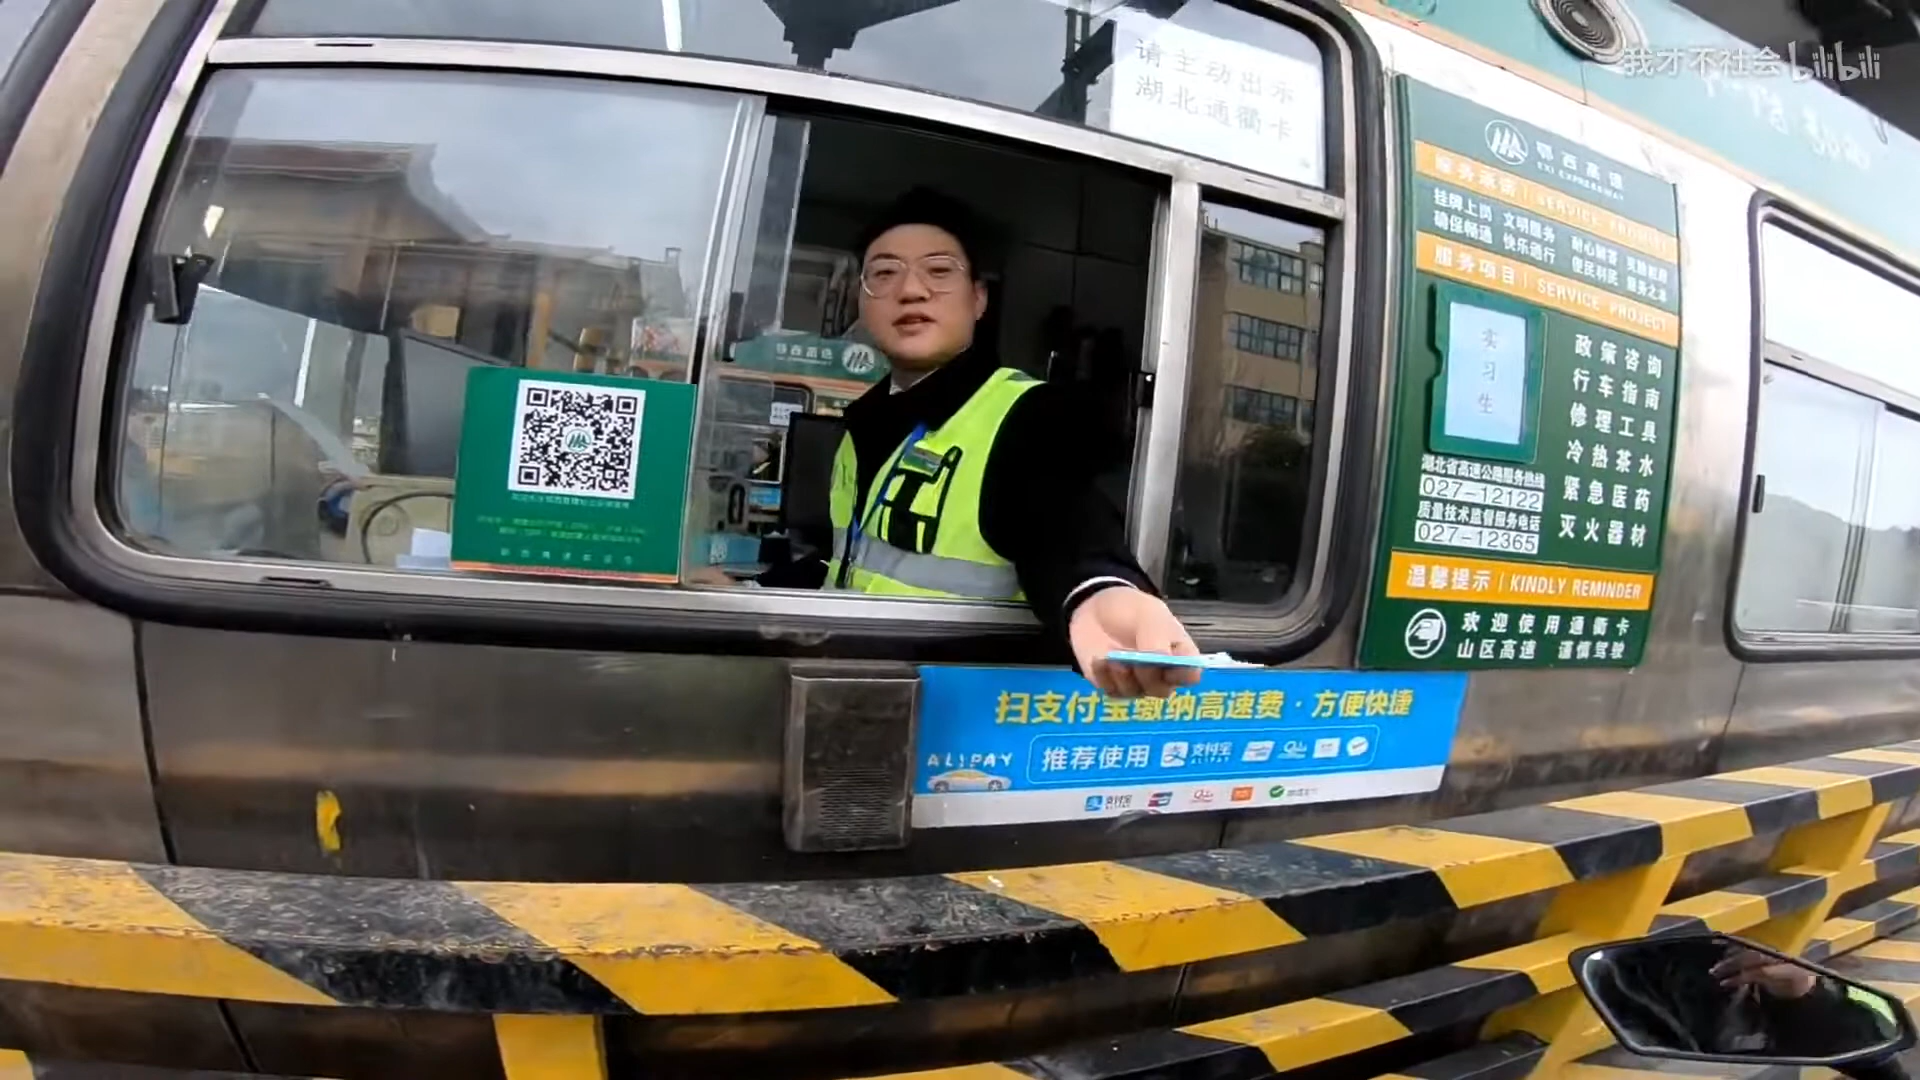 我才不社会 bilibili
请主动出示
湖北通衢卡
鄂西高速
EXI EXPRESSWAY
服务承诺 | SERVICE PROMISE
挂牌上岗 文明服务 耐心解答
确保畅通 快乐通行 便民利民 服务之本
服务项目 | SERVICE PROJECT
实习生
政策咨询
行车指南
修理工具
冷热茶水
紧急医药
灭火器材
湖北省高速公路服务热线
027-12122
质量技术监督服务电话
027-12365
温馨提示 | KINDLY REMINDER
欢迎使用通衢卡
山区高速 谨慎驾驶
鄂西高速
扫支付宝缴纳高速费·方便快捷
ALIPAY
推荐使用 支付宝
ALIPAY
支付宝